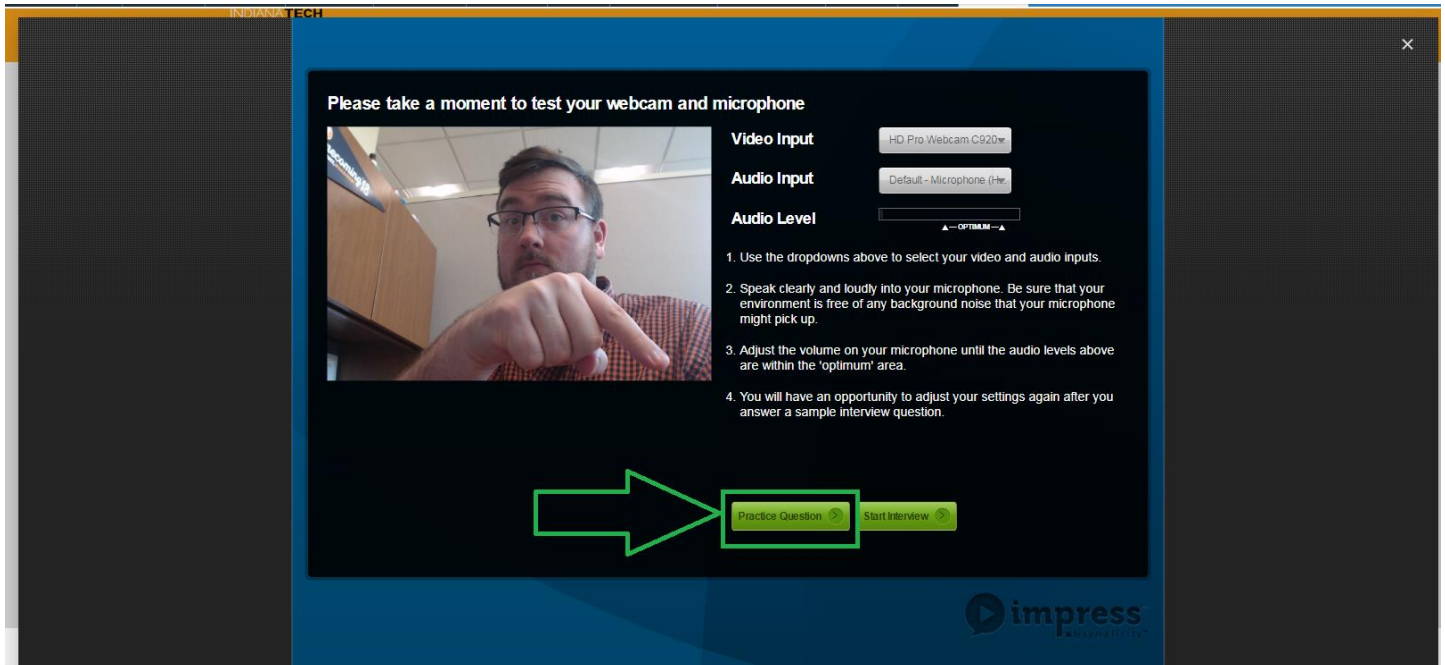 INDIANA TECH
Please take a moment to test your webcam and microphone
ecoming18
Video Input
HD Pro Webcam C920
Audio Input
Default - Microphone (H
Audio Level
OPTIMUM
1. Use the dropdowns above to select your video and audio inputs.
2. Speak clearly and loudly into your microphone. Be sure that your
environment is free of any background noise that your microphone
might pick up.
3. Adjust the volume on your microphone until the audio levels above
are within the 'optimum' area.
4. You will have an opportunity to adjust your settings again after you
answer a sample interview question.
Practice Question
Start Interview
impress
by symplicity